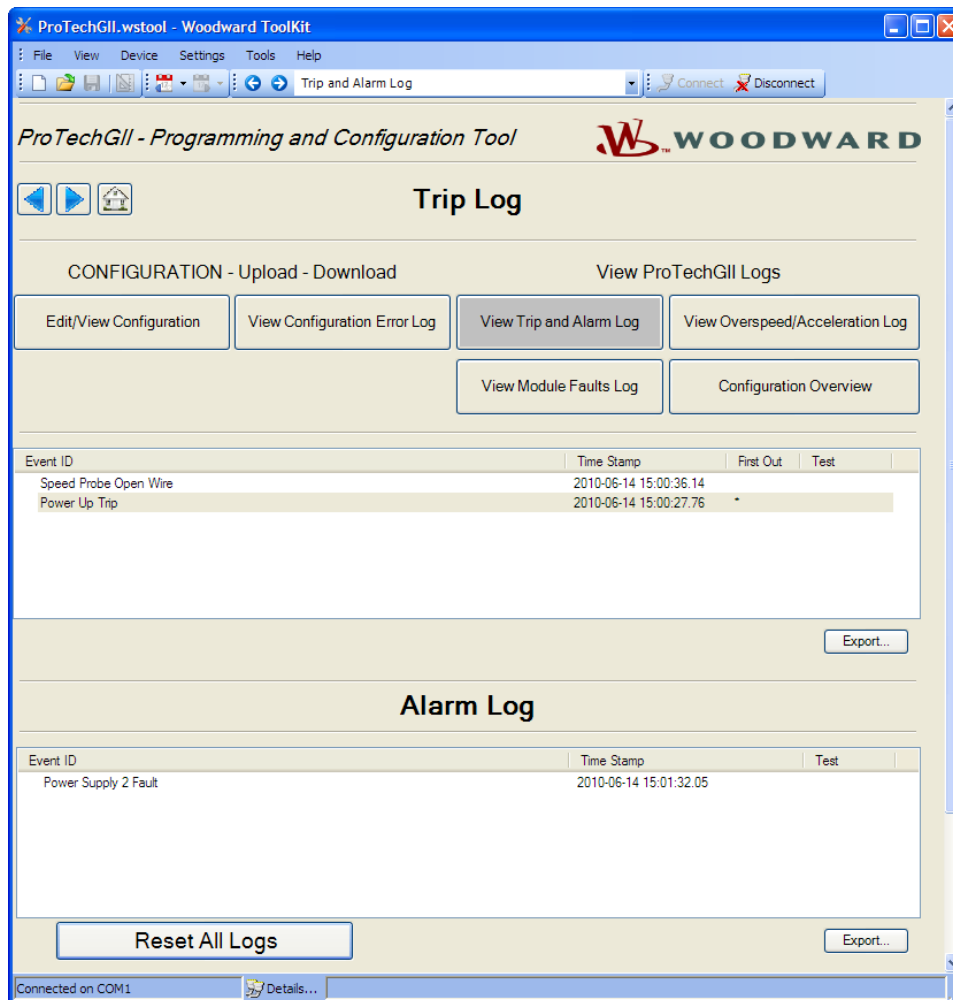 ProTechGII.wstool - Woodward ToolKit
File View Device Settings Tools Help
Trip and Alarm Log Connect Disconnect
ProTechGII - Programming and Configuration Tool
WOODWARD
Trip Log
CONFIGURATION - Upload - Download View ProTechGII Logs
Edit/View Configuration View Configuration Error Log View Trip and Alarm Log View Overspeed/Acceleration Log
View Module Faults Log Configuration Overview
Event ID Time Stamp First Out Test
Speed Probe Open Wire 2010-06-14 15:00:36.14
Power Up Trip 2010-06-14 15:00:27.76 *
Export...
Alarm Log
Event ID Time Stamp Test
Power Supply 2 Fault 2010-06-14 15:01:32.05
Reset All Logs Export...
Connected on COM1 Details...